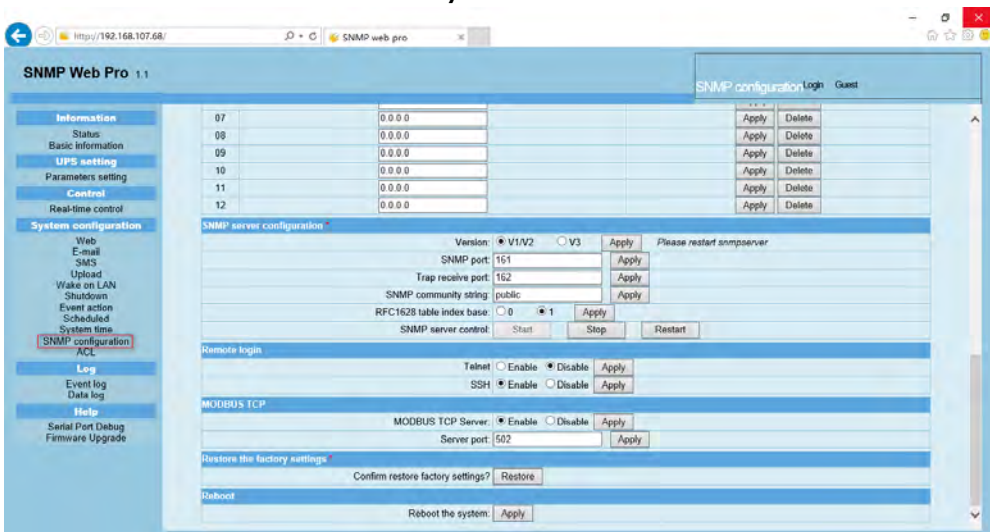 http://192.168.107.68/
SNMP web pro
SNMP Web Pro 1.1
SNMP configuration Login Guest
Information
Status
Basic information
UPS setting
Parameters setting
Control
Real-time control
System configuration
Web
E-mail
SMS
Upload
Wake on LAN
Shutdown
Event action
Scheduled
System time
SNMP configuration
ACL
Log
Event log
Data log
Help
Serial Port Debug
Firmware Upgrade
07 0.0.0.0 Apply Delete
08 0.0.0.0 Apply Delete
09 0.0.0.0 Apply Delete
10 0.0.0.0 Apply Delete
11 0.0.0.0 Apply Delete
12 0.0.0.0 Apply Delete
SNMP server configuration *
Version: V1/V2 V3 Apply Please restart snmpserver
SNMP port: 161 Apply
Trap receive port: 162 Apply
SNMP community string: public Apply
RFC1628 table index base: 0 1 Apply
SNMP server control: Start Stop Restart
Remote login
Telnet Enable Disable Apply
SSH Enable Disable Apply
MODBUS TCP
MODBUS TCP Server: Enable Disable Apply
Server port: 502 Apply
Restore the factory settings *
Confirm restore factory settings? Restore
Reboot
Reboot the system: Apply